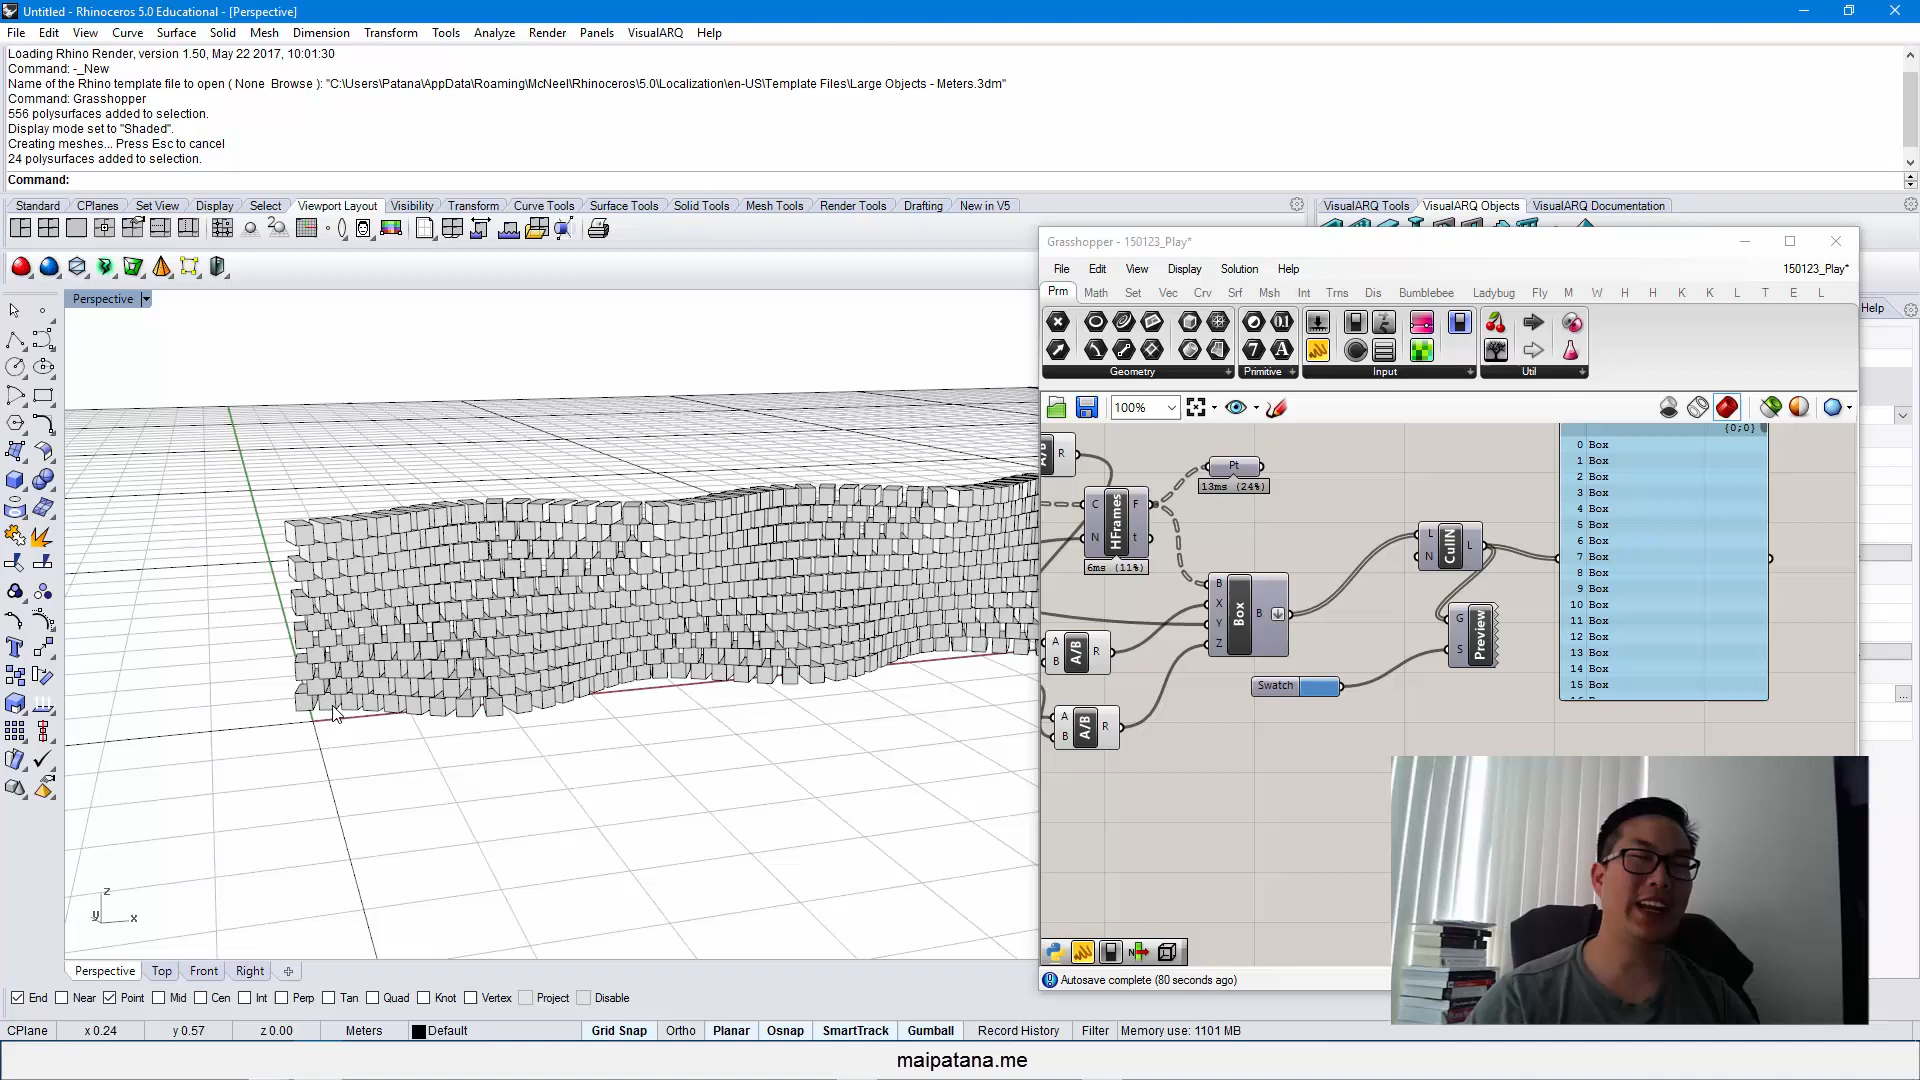 Untitled - Rhinoceros 5.0 Educational - [Perspective]
File Edit View Curve Surface Solid Mesh Dimension Transform Tools Analyze Render Panels VisualARQ Help
Loading Rhino Render, version 1.50, May 22 2017, 10:01:30
Command: -_New
Name of the Rhino template file to open ( None Browse ): "C:\Users\Patana\AppData\Roaming\McNeel\Rhinoceros\5.0\Localization\en-US\Template Files\Large Objects - Meters.3dm"
Command: Grasshopper
556 polysurfaces added to selection.
Display mode set to "Shaded".
Creating meshes... Press Esc to cancel
24 polysurfaces added to selection.
Command:
Standard CPlanes Set View Display Select Viewport Layout Visibility Transform Curve Tools Surface Tools Solid Tools Mesh Tools Render Tools Drafting New in V5
VisualARQ Tools VisualARQ Objects VisualARQ Documentation
Grasshopper - 150123_Play*
File Edit View Display Solution Help 150123_Play*
Prm Math Set Vec Crv Srf Msh Int Trns Dis Bumblebee Ladybug Fly M W H H K K L T E L
Help
Geometry Primitive Input Util
100%
Perspective
{0;0}
0 Box
1 Box
2 Box
3 Box
4 Box
5 Box
6 Box
7 Box
8 Box
9 Box
10 Box
11 Box
12 Box
13 Box
14 Box
15 Box
A/B R
Pt
13ms (24%)
C N HFrames F t
6ms (11%)
B X Y Z Box B
L N CullN L
G S Preview
A B A/B R
Swatch
A B A/B R
z
y x
Autosave complete (80 seconds ago)
Perspective Top Front Right
End Near Point Mid Cen Int Perp Tan Quad Knot Vertex Project Disable
CPlane x 0.24 y 0.57 z 0.00 Meters Default Grid Snap Ortho Planar Osnap SmartTrack Gumball Record History Filter Memory use: 1101 MB
maipatana.me